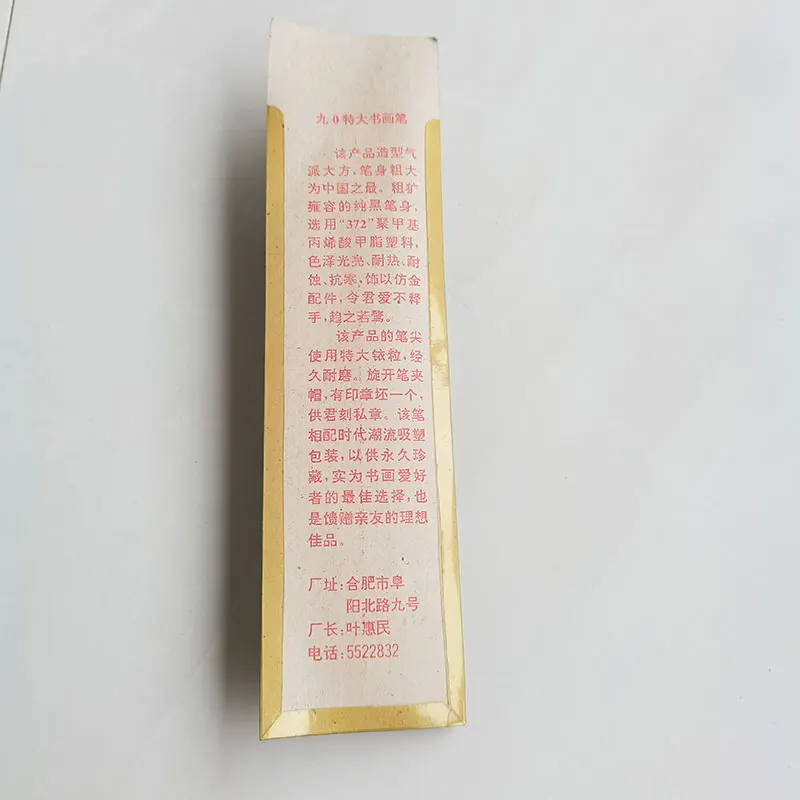 九0特大书画笔
该产品造型气
派大方,笔身粗大
为中国之最。粗犷
雍容的纯黑笔身,
选用“372”聚甲基
丙烯酸甲脂塑料,
色泽光亮、耐热、耐
蚀、抗寒,饰以仿金
配件,令君爱不释
手,趋之若鹜。
该产品的笔尖
使用特大铱粒,经
久耐磨。旋开笔夹
帽,有印章坯一个,
供君刻私章。该笔
相配时代潮流吸塑
包装,以供永久珍
藏,实为书画爱好
者的最佳选择,也
是馈赠亲友的理想
佳品。
厂址:合肥市阜
阳北路九号
厂长:叶惠民
电话:5522832